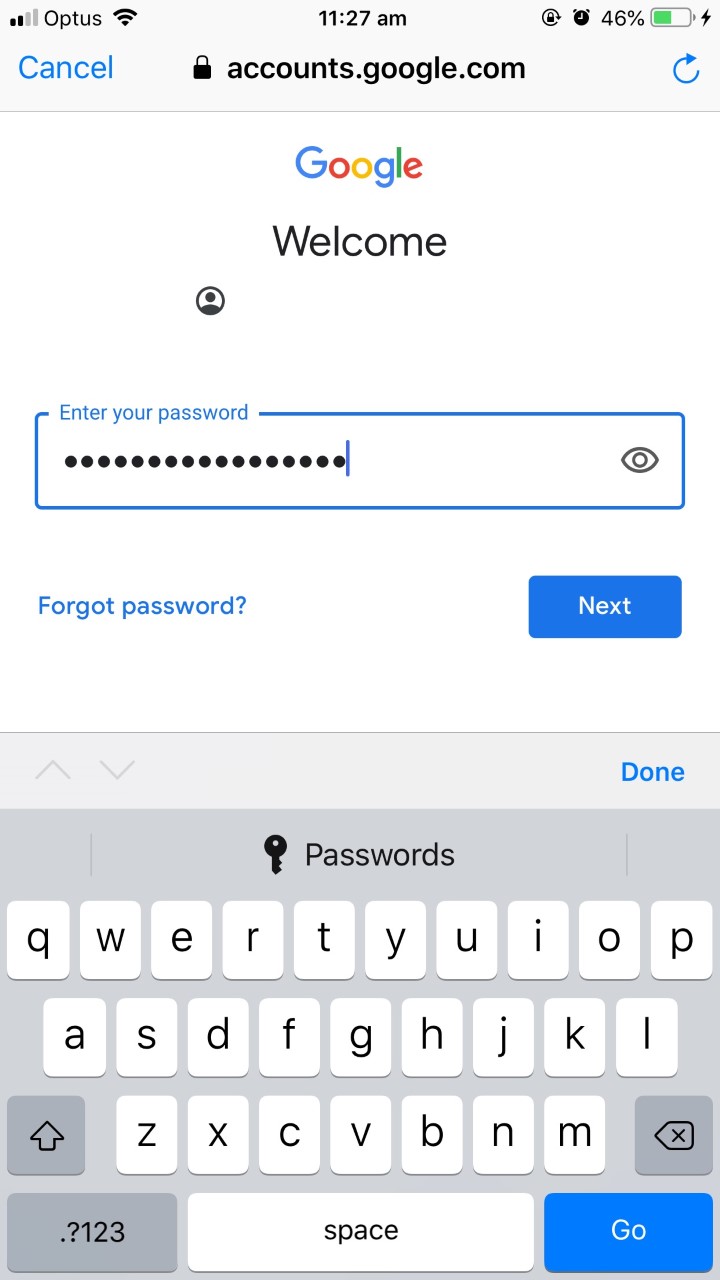 Optus 11:27 am 46%
Cancel accounts.google.com
Google
Welcome
Enter your password
•••••••••••••••••
Forgot password? Next
Done
Passwords
q w e r t y u i o p
a s d f g h j k l
z x c v b n m
.?123 space Go